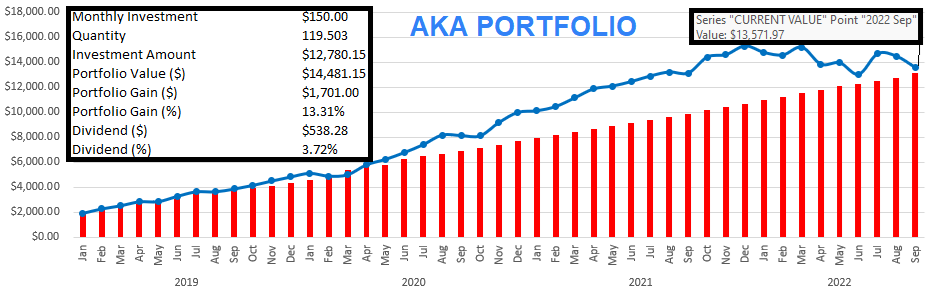 AKA PORTFOLIO
Monthly Investment $150.00
Quantity 119.503
Investment Amount $12,780.15
Portfolio Value ($) $14,481.15
Portfolio Gain ($) $1,701.00
Portfolio Gain (%) 13.31%
Dividend ($) $538.28
Dividend (%) 3.72%
Series "CURRENT VALUE" Point "2022 Sep"
Value: $13,571.97
$18,000.00
$16,000.00
$14,000.00
$12,000.00
$10,000.00
$8,000.00
$6,000.00
$4,000.00
$2,000.00
$0.00
Jan Feb Mar Apr May Jun Jul Aug Sep Oct Nov Dec Jan Feb Mar Apr May Jun Jul Aug Sep Oct Nov Dec Jan Feb Mar Apr May Jun Jul Aug Sep Oct Nov Dec Jan Feb Mar Apr May Jun Jul Aug Sep
2019 2020 2021 2022